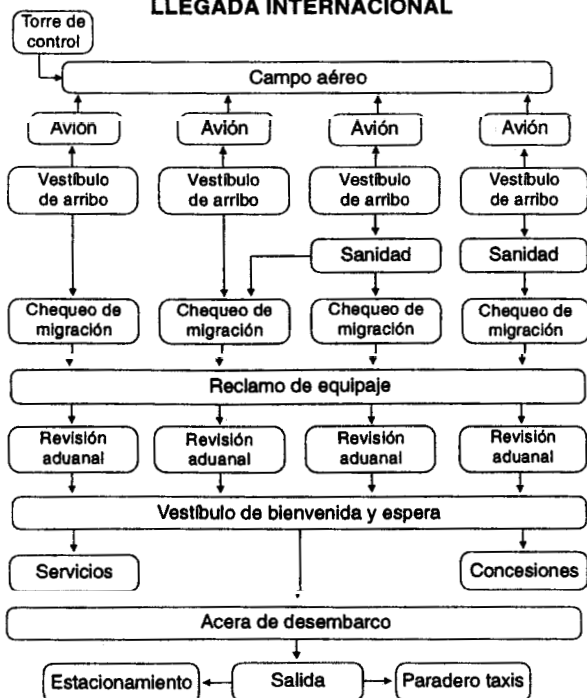 LLEGADA INTERNACIONAL
Torre de
control
Campo aéreo
Avión
Avión
Avión
Avión
Vestíbulo
de arribo
Vestíbulo
de arribo
Vestíbulo
de arribo
Vestíbulo
de arribo
Sanidad
Sanidad
Chequeo de
migración
Chequeo de
migración
Chequeo de
migración
Chequeo de
migración
Reclamo de equipaje
Revisión
aduanal
Revisión
aduanal
Revisión
aduanal
Revisión
aduanal
Vestíbulo de bienvenida y espera
Servicios
Concesiones
Acera de desembarco
Estacionamiento
Salida
Paradero taxis